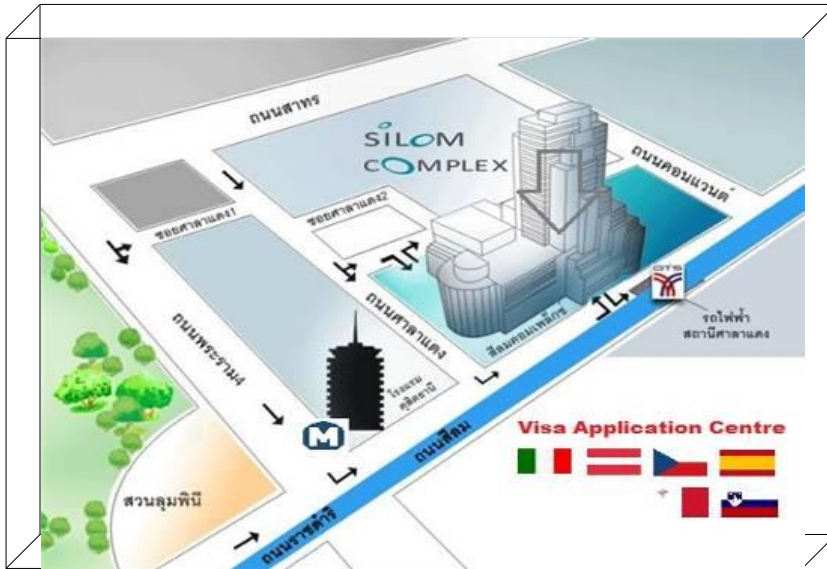 ถนนสาทร
SILOM
COMPLEX
ถนนคอนแวนต์
ซอยศาลาแดง1
ซอยศาลาแดง2
BTS
รถไฟฟ้า
สถานีศาลาแดง
ถนนศาลาแดง
สีลมคอมเพล็กซ์
ถนนพระราม4
โรงแรม
ดุสิตธานี
M
ถนนสีลม
Visa Application Centre
สวนลุมพินี
ถนนราชดำริ